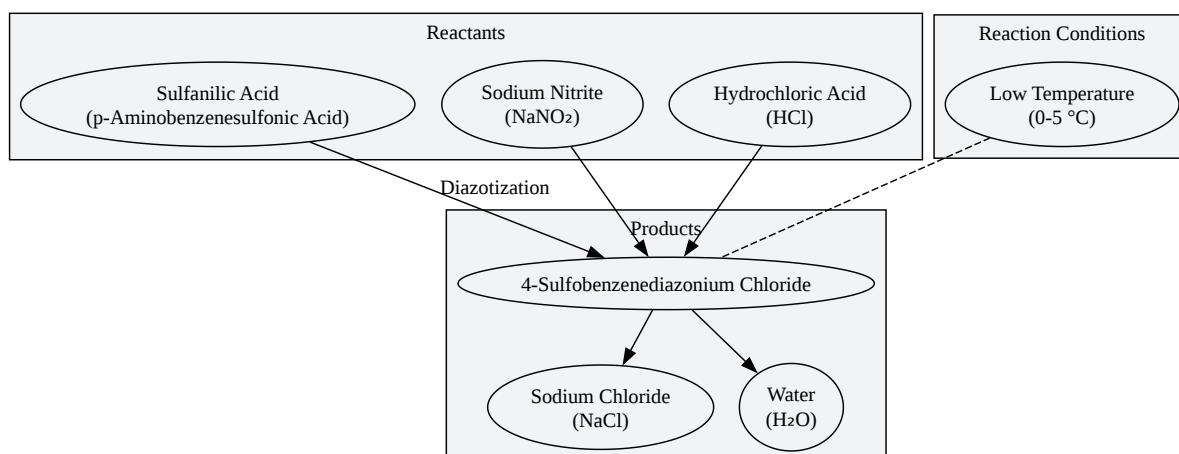 Reactants
Reaction Conditions
Sulfanilic Acid
(p-Aminobenzenesulfonic Acid)
Sodium Nitrite
(NaNO₂)
Hydrochloric Acid
(HCl)
Low Temperature
(0-5 °C)
Diazotization
Products
4-Sulfobenzenediazonium Chloride
Sodium Chloride
(NaCl)
Water
(H₂O)